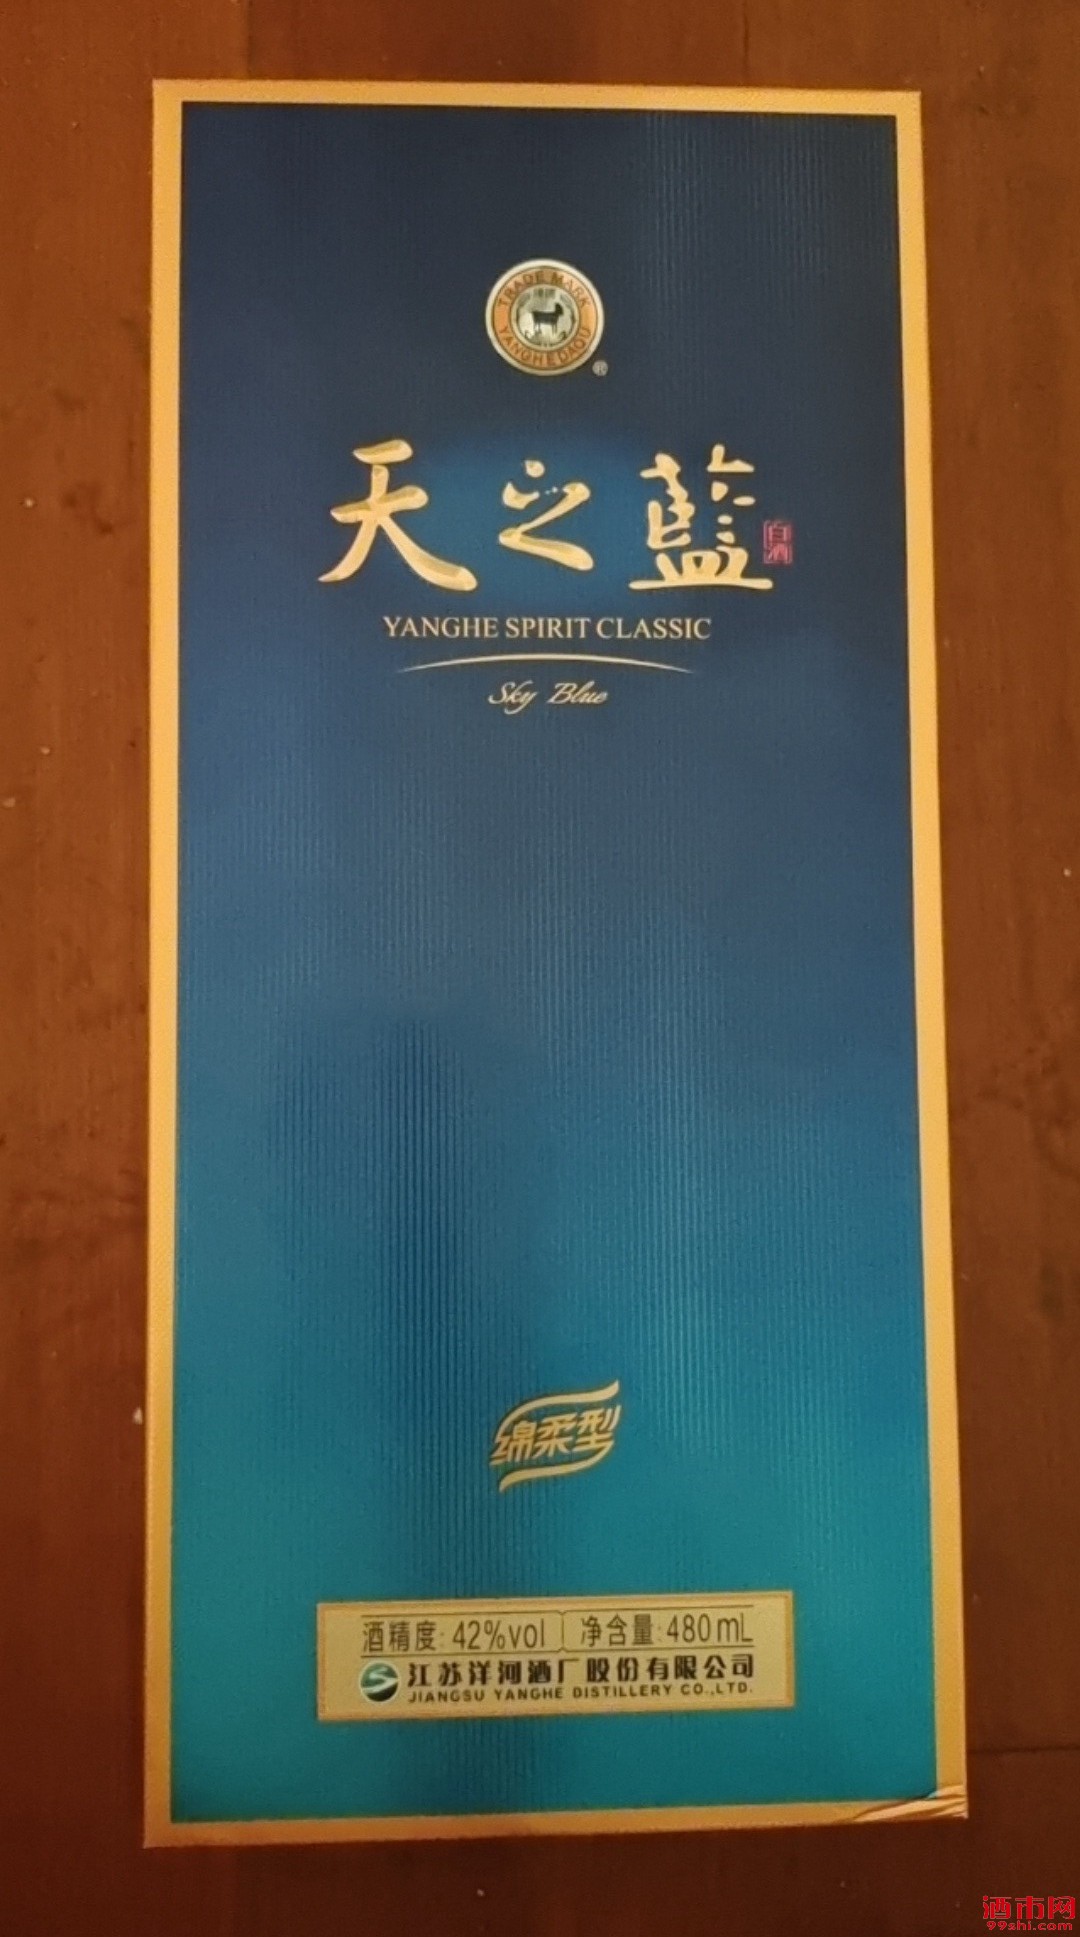 TRADE MARK
YANGHE DAQU
®
天之藍
白酒
YANGHE SPIRIT CLASSIC
Sky Blue
绵柔型
酒精度: 42%vol 净含量: 480mL
江苏洋河酒厂股份有限公司
JIANGSU YANGHE DISTILLERY CO.,LTD.
酒市网
99shi.com